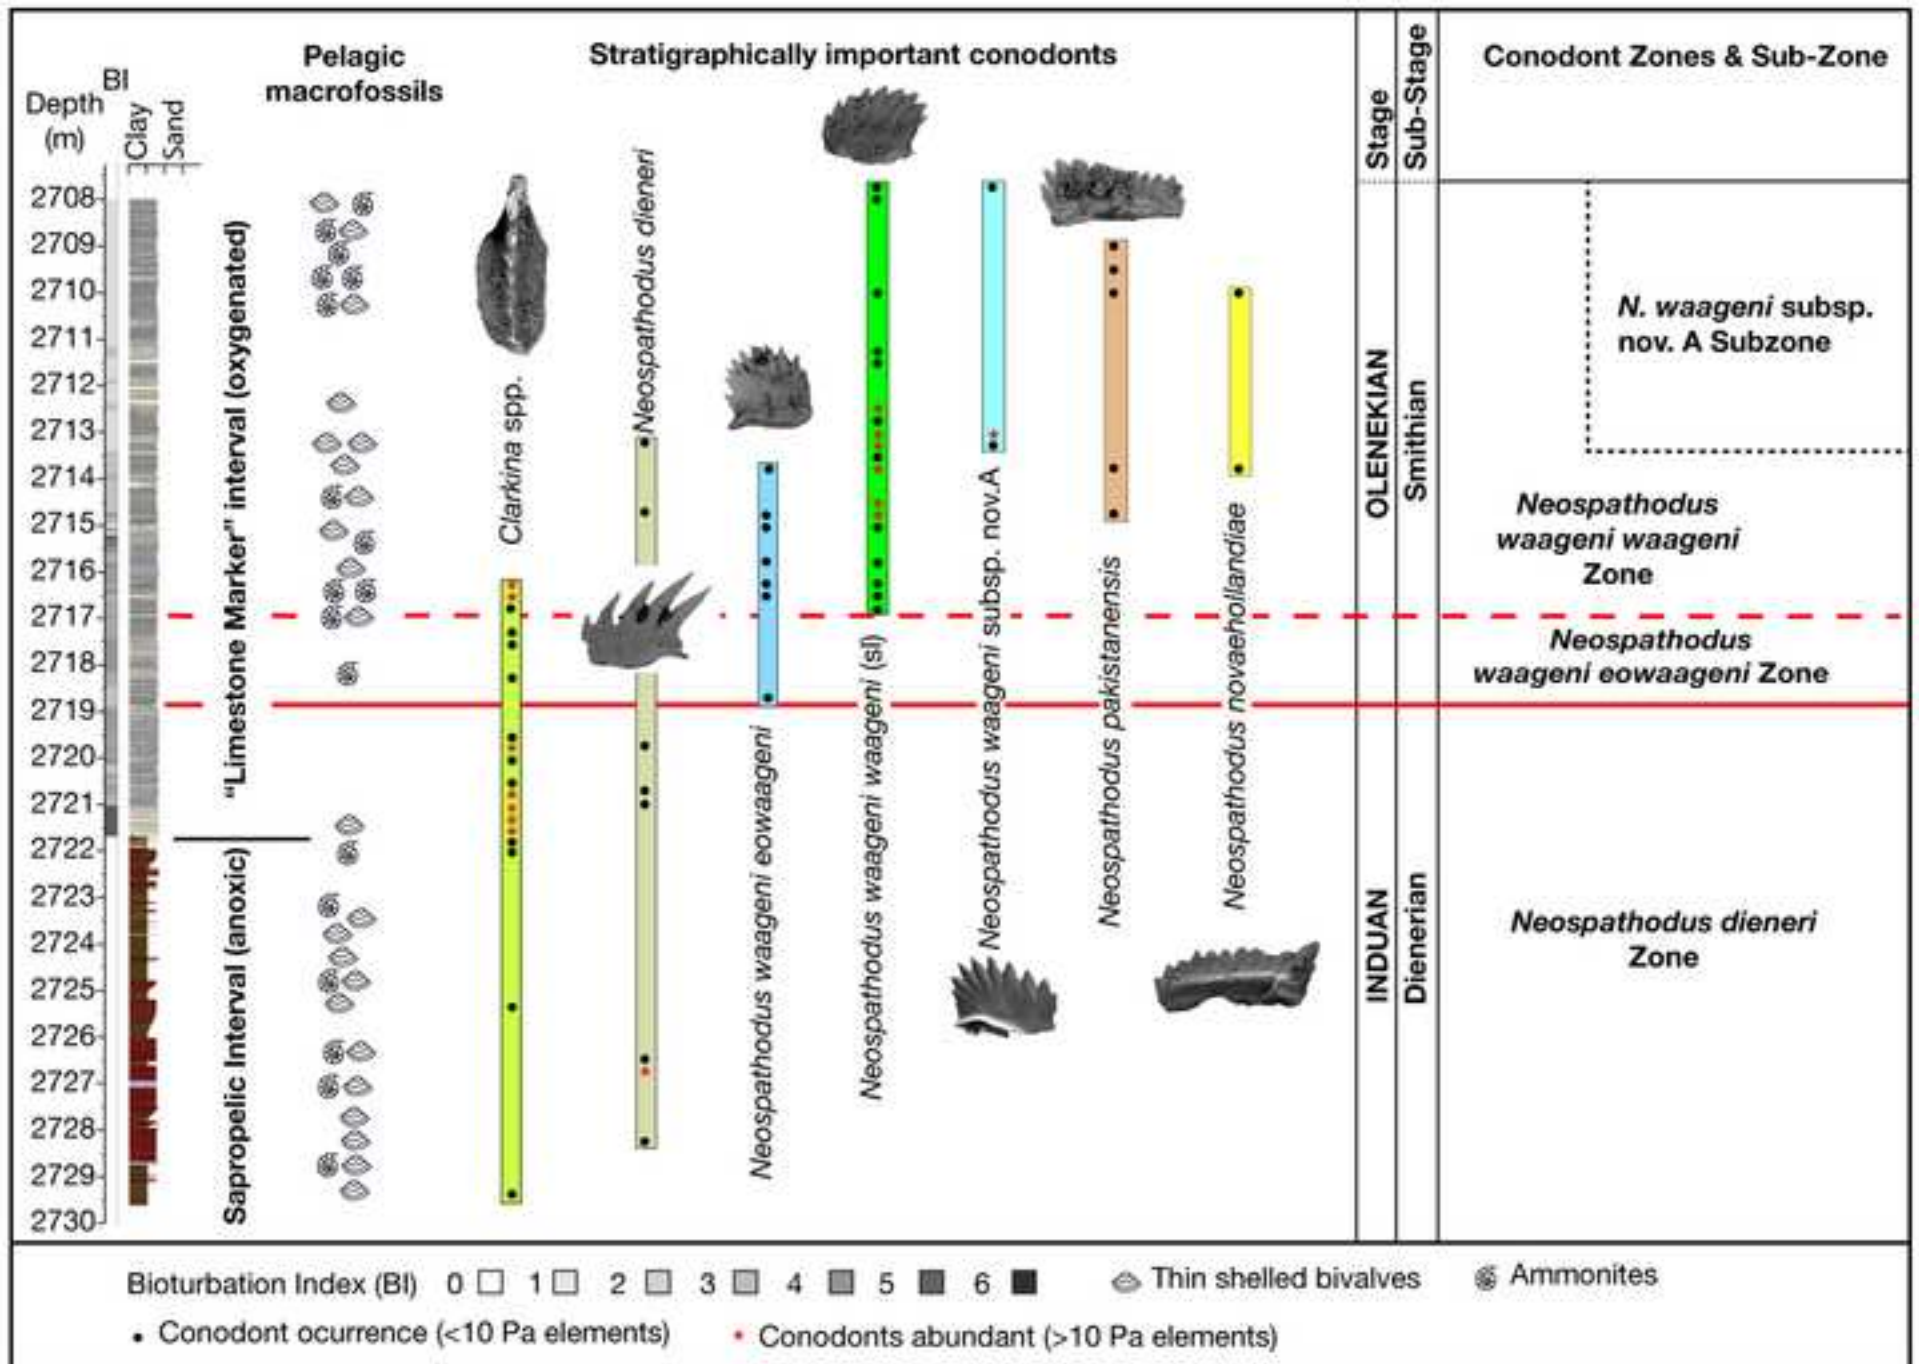 Pelagic
macrofossils
Stratigraphically important conodonts
Stage
Sub-Stage
Conodont Zones & Sub-Zone
BI
Depth
(m)
Clay
Sand
2708
2709
2710
2711
2712
2713
2714
2715
2716
2717
2718
2719
2720
2721
2722
2723
2724
2725
2726
2727
2728
2729
2730
“Limestone Marker” interval (oxygenated)
Sapropelic Interval (anoxic)
Clarkina spp.
Neospathodus dieneri
Neospathodus waageni eowaageni
Neospathodus waageni waageni (sl)
Neospathodus waageni subsp. nov.A
Neospathodus pakistanensis
Neospathodus novaehollandiae
OLENEKIAN
Smithian
INDUAN
Dienerian
N. waageni subsp.
nov. A Subzone
Neospathodus
waageni waageni
Zone
Neospathodus
waageni eowaageni Zone
Neospathodus dieneri
Zone
Bioturbation Index (BI) 0 1 2 3 4 5 6 Thin shelled bivalves Ammonites
Conodont ocurrence (<10 Pa elements) Conodonts abundant (>10 Pa elements)